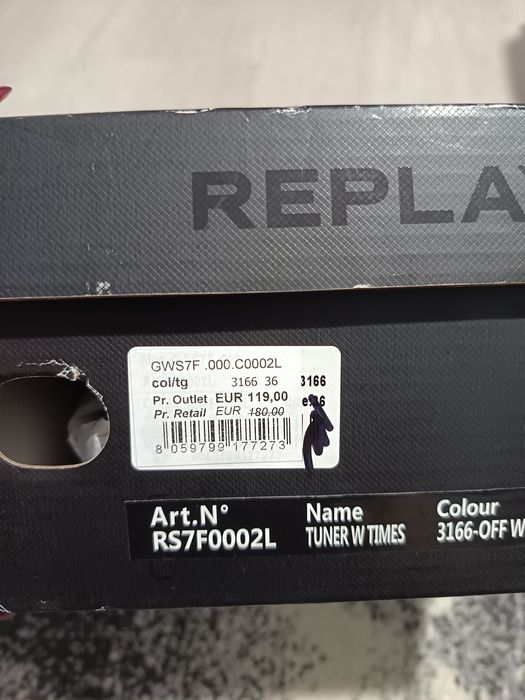 REPLA
GWS7F .000.C0002L
col/tg 3166 36 3166
Pr. Outlet EUR 119,00
Pr. Retail EUR 180,00
8 059799 177273
Art.N° Name Colour
RS7F0002L TUNER W TIMES 3166-OFF W